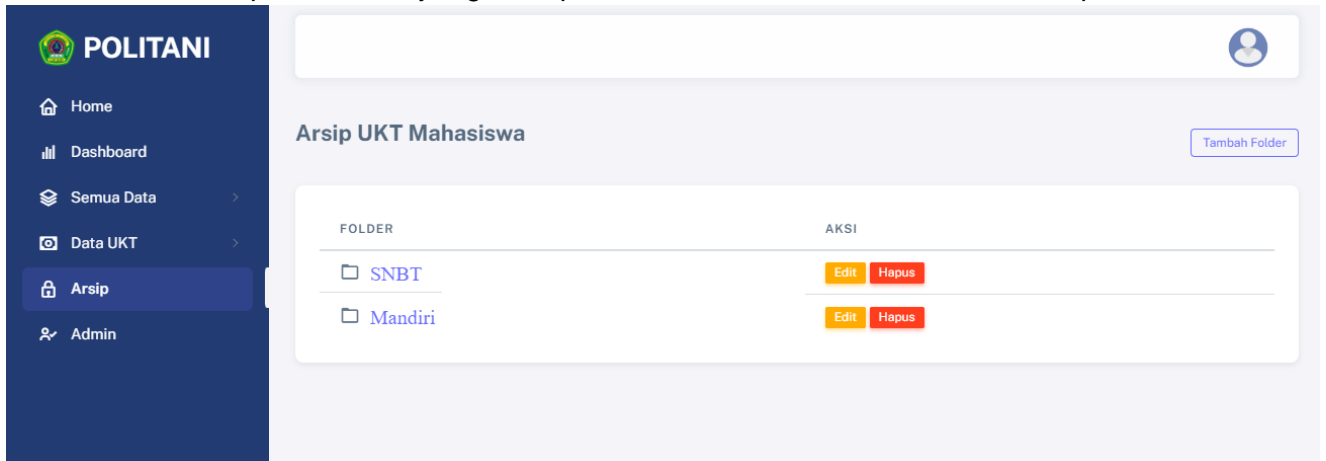 POLITANI
Home
Dashboard
Semua Data
Data UKT
Arsip
Admin
Arsip UKT Mahasiswa
Tambah Folder
FOLDER AKSI
SNBT Edit Hapus
Mandiri Edit Hapus